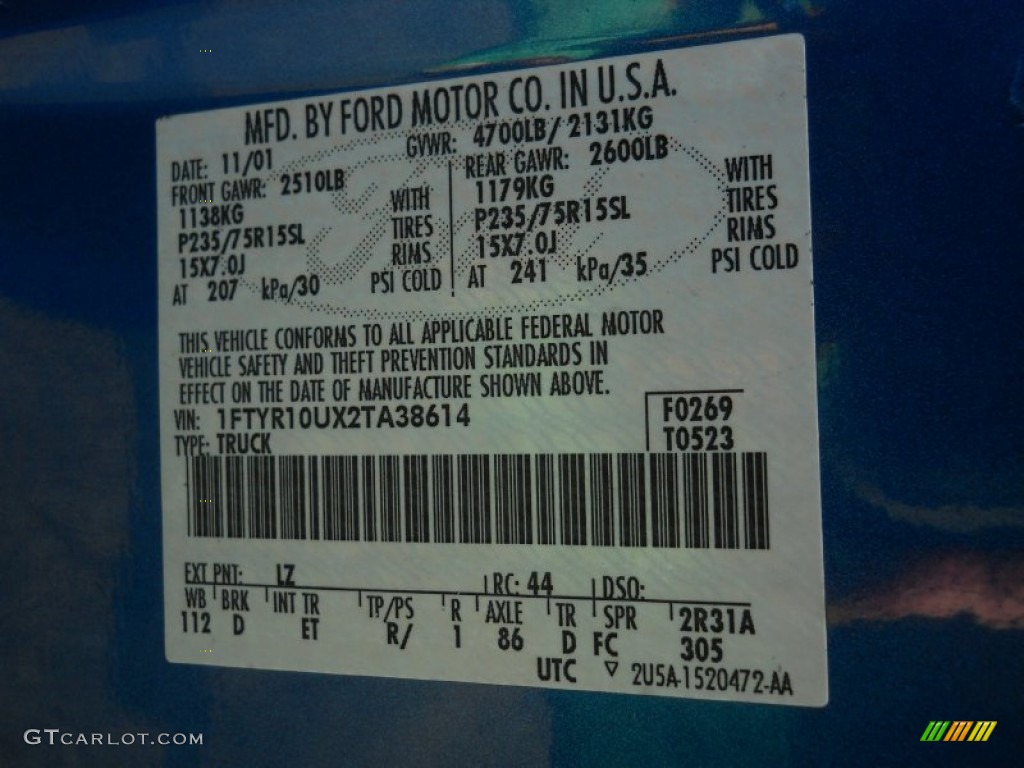 MFD. BY FORD MOTOR CO. IN U.S.A.
DATE: 11/01 GVWR: 4700LB/ 2131KG
FRONT GAWR: 2510LB REAR GAWR: 2600LB
1138KG WITH 1179KG WITH
P235/75R15SL TIRES P235/75R15SL TIRES
15X7.0J RIMS 15X7.0J RIMS
AT 207 kPa/30 PSI COLD AT 241 kPa/35 PSI COLD
THIS VEHICLE CONFORMS TO ALL APPLICABLE FEDERAL MOTOR
VEHICLE SAFETY AND THEFT PREVENTION STANDARDS IN
EFFECT ON THE DATE OF MANUFACTURE SHOWN ABOVE.
VIN: 1FTYR10UX2TA38614 F0269
TYPE: TRUCK T0523
EXT PNT: LZ RC: 44 DSO:
WB BRK INT TR TP/PS R AXLE TR SPR 2R31A
112 D ET R/ 1 86 D FC 305
UTC ▽ 2U5A-1520472-AA
GTCARLOT.COM